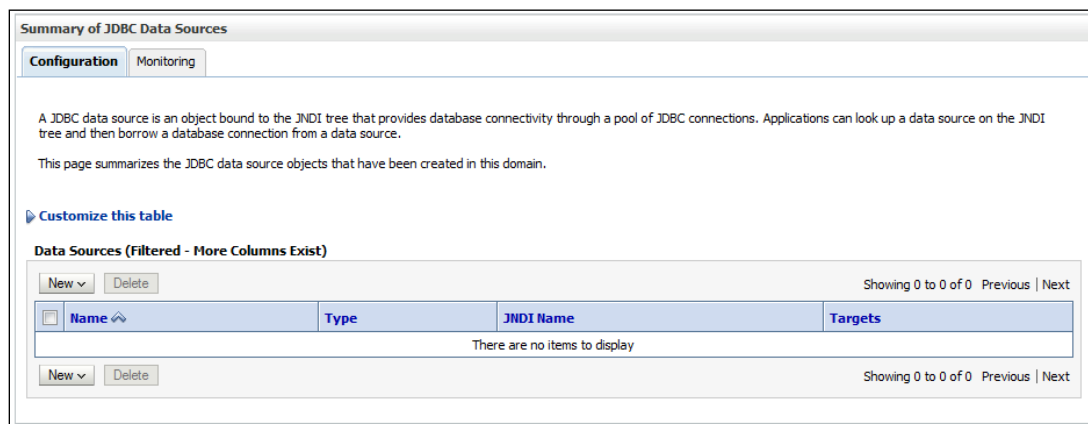 Summary of JDBC Data Sources
Configuration Monitoring
A JDBC data source is an object bound to the JNDI tree that provides database connectivity through a pool of JDBC connections. Applications can look up a data source on the JNDI
tree and then borrow a database connection from a data source.
This page summarizes the JDBC data source objects that have been created in this domain.
Customize this table
Data Sources (Filtered - More Columns Exist)
New Delete Showing 0 to 0 of 0 Previous | Next
Name Type JNDI Name Targets
There are no items to display
New Delete Showing 0 to 0 of 0 Previous | Next